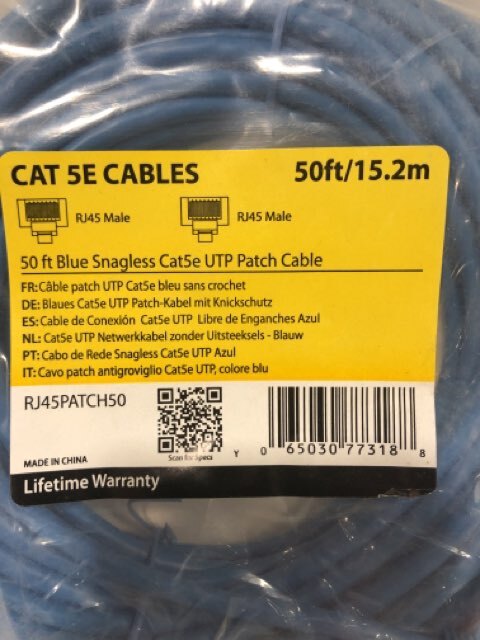 CAT 5E CABLES 50ft/15.2m
RJ45 Male RJ45 Male
50 ft Blue Snagless Cat5e UTP Patch Cable
FR:Câble patch UTP Cat5e bleu sans crochet
DE: Blaues Cat5e UTP Patch-Kabel mit Knickschutz
ES: Cable de Conexión Cat5e UTP Libre de Enganches Azul
NL: Cat5e UTP Netwerkkabel zonder Uitsteeksels - Blauw
PT: Cabo de Rede Snagless Cat5e UTP Azul
IT: Cavo patch antigroviglio Cat5e UTP, colore blu
RJ45PATCH50
Scan for Specs
Y 0 65030 77318 8
MADE IN CHINA
Lifetime Warranty